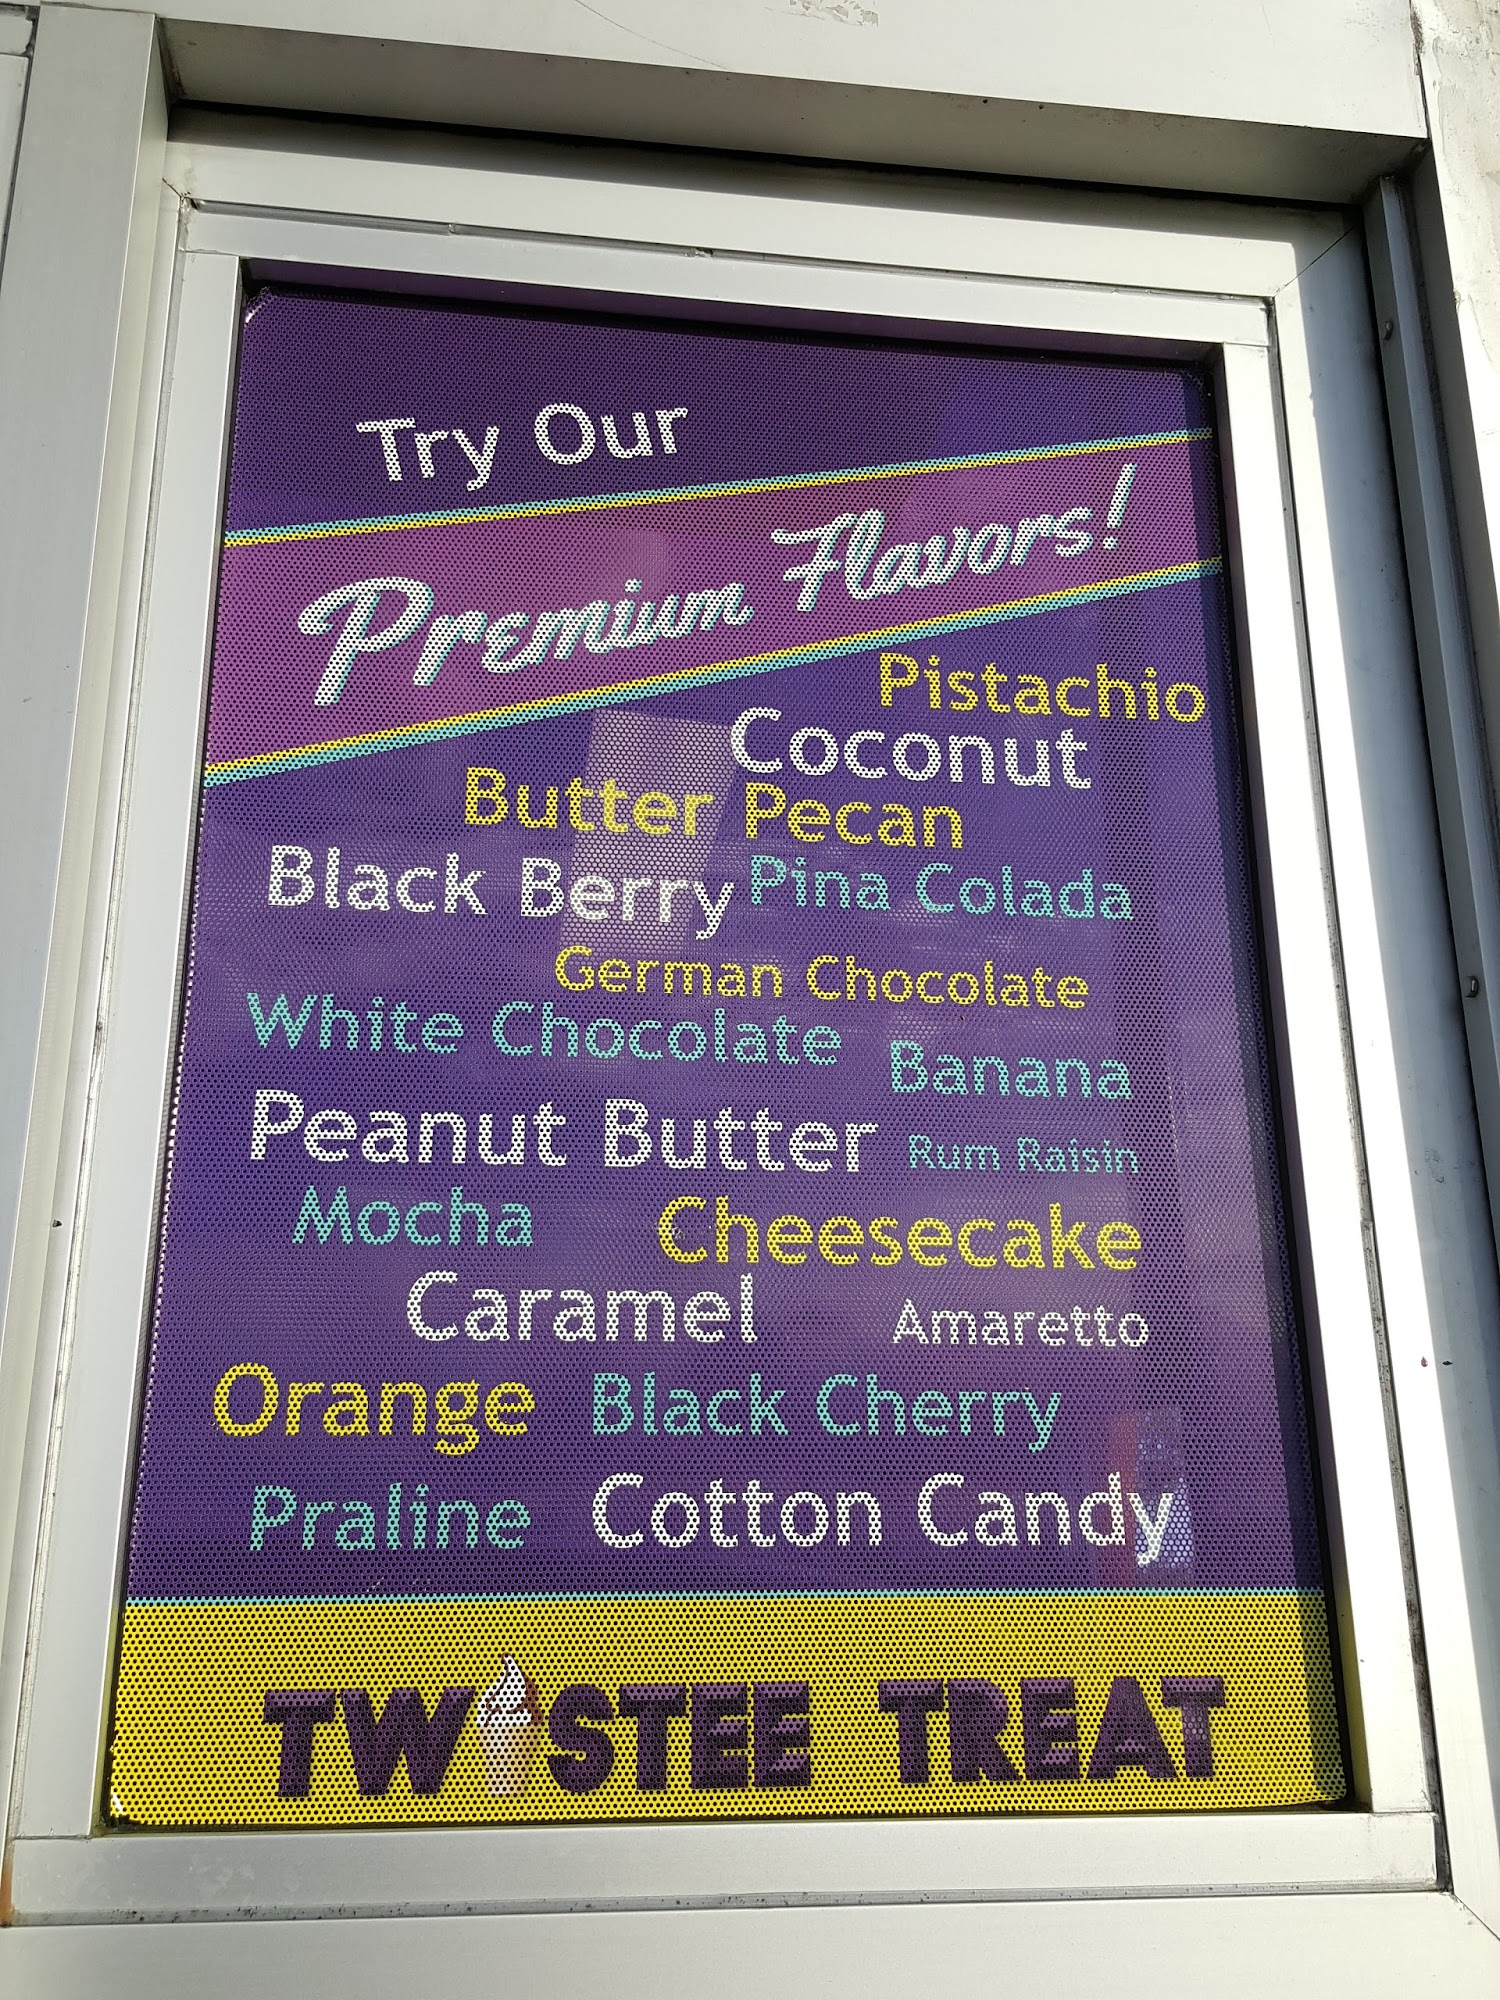 Try Our
Premium Flavors!
Pistachio
Coconut
Butter Pecan
Black Berry Pina Colada
German Chocolate
White Chocolate
Banana
Peanut Butter Rum Raisin
Mocha Cheesecake
Caramel Amaretto
Orange Black Cherry
Praline Cotton Candy
TWISTEE TREAT